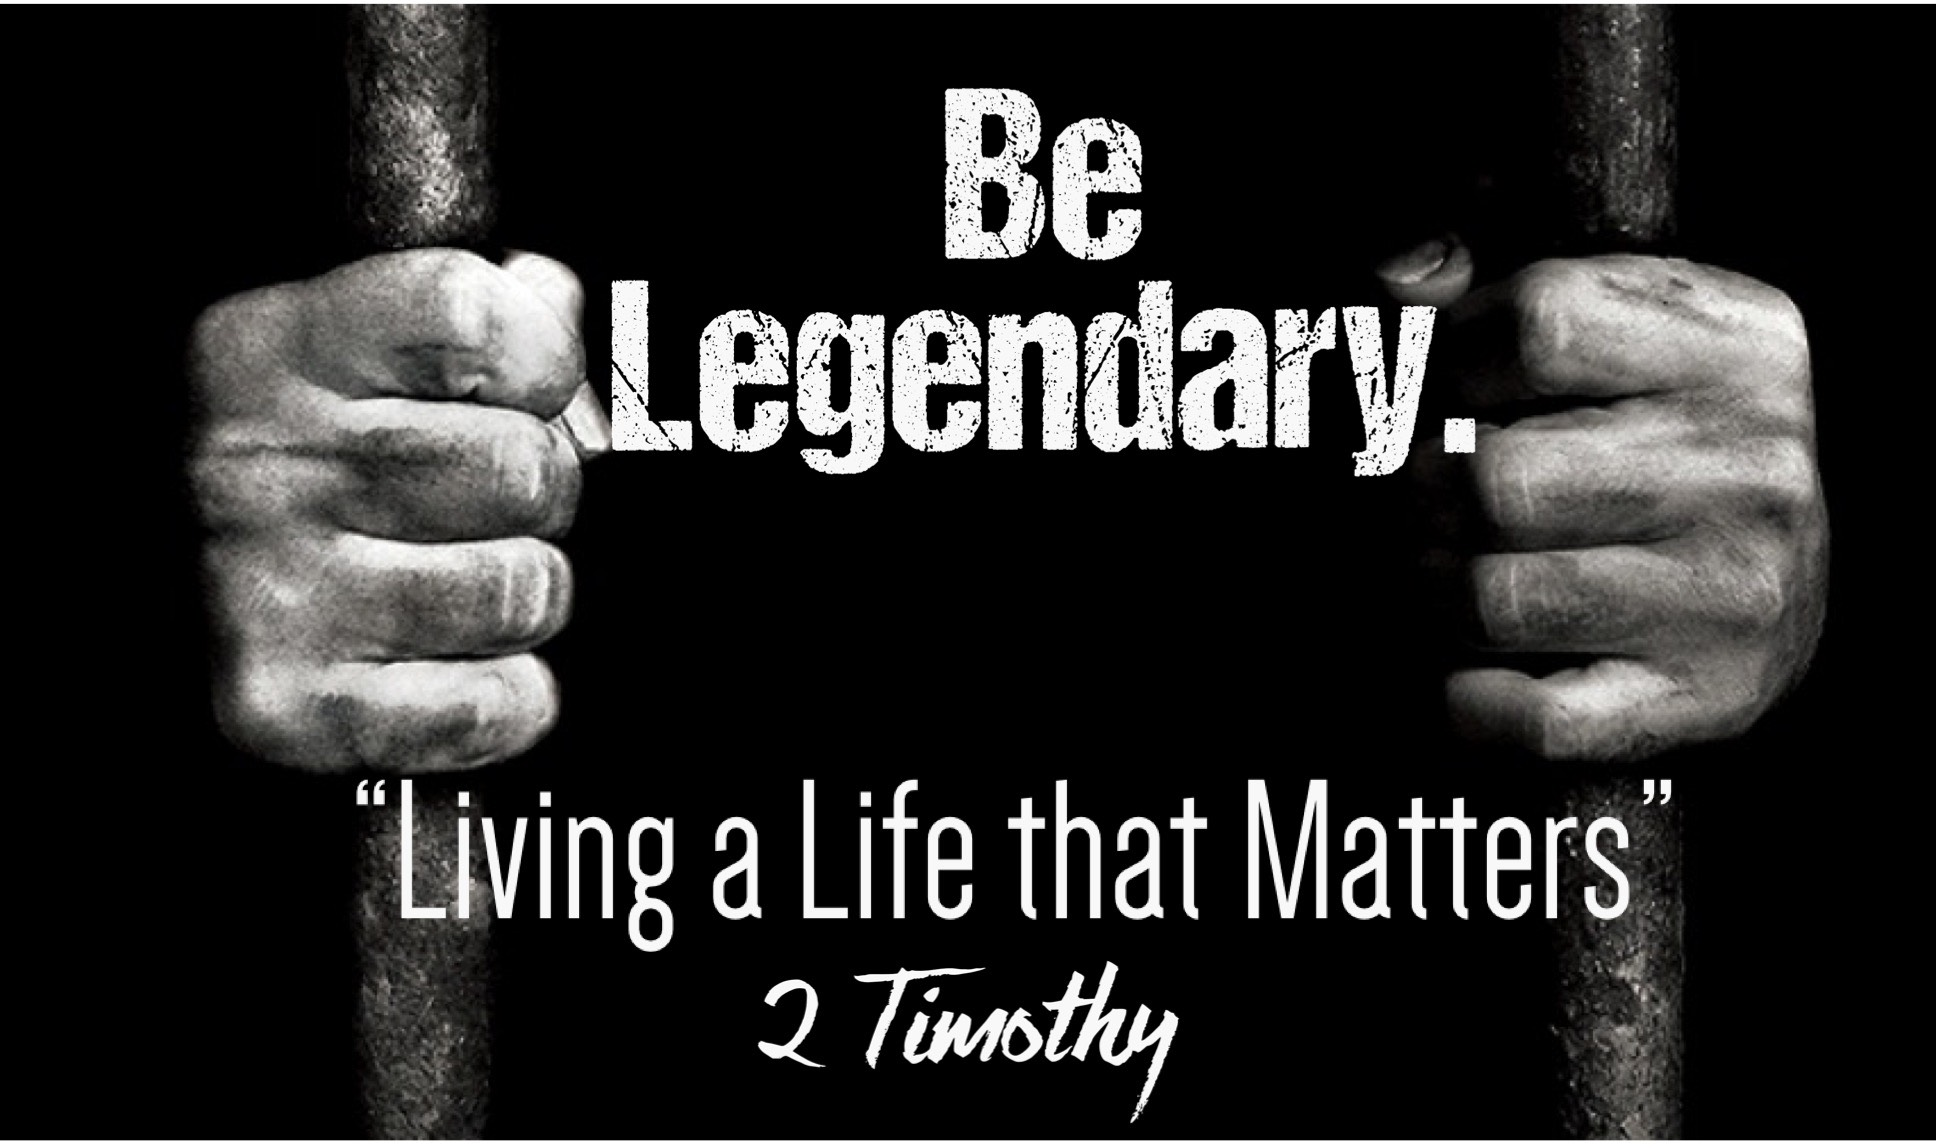 Be
Legendary.
“Living a Life that Matters”
2 Timothy